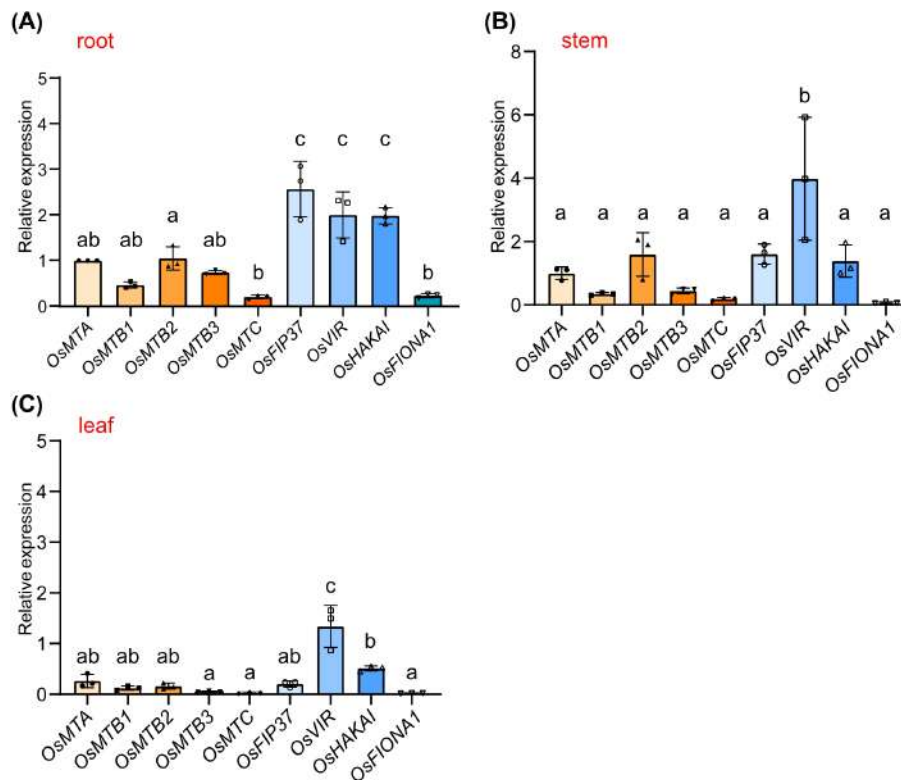 (A)
root
Relative expression
5
4
3
2
1
0
ab
ab
a
ab
b
c
c
c
b
OsMTA
OsMTB1
OsMTB2
OsMTB3
OsMTC
OsFIP37
OsVIR
OsHAKAI
OsFIONA1
(B)
stem
Relative expression
8
6
4
2
0
a
a
a
a
a
a
b
a
a
OsMTA
OsMTB1
OsMTB2
OsMTB3
OsMTC
OsFIP37
OsVIR
OsHAKAI
OsFIONA1
(C)
leaf
Relative expression
5
4
3
2
1
0
ab
ab
ab
a
a
ab
c
b
a
OsMTA
OsMTB1
OsMTB2
OsMTB3
OsMTC
OsFIP37
OsVIR
OsHAKAI
OsFIONA1